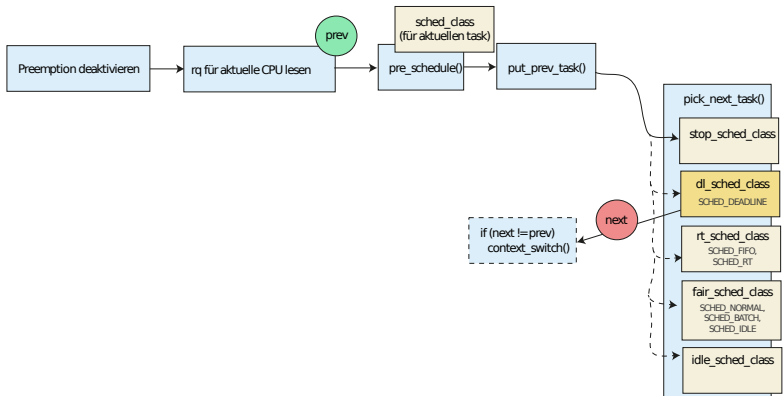 Preemption deaktivieren
rq für aktuelle CPU lesen
prev
sched_class
(für aktuellen task)
pre_schedule()
put_prev_task()
pick_next_task()
stop_sched_class
dl_sched_class
SCHED_DEADLINE
next
if (next != prev)
context_switch()
rt_sched_class
SCHED_FIFO,
SCHED_RT
fair_sched_class
SCHED_NORMAL,
SCHED_BATCH,
SCHED_IDLE
idle_sched_class